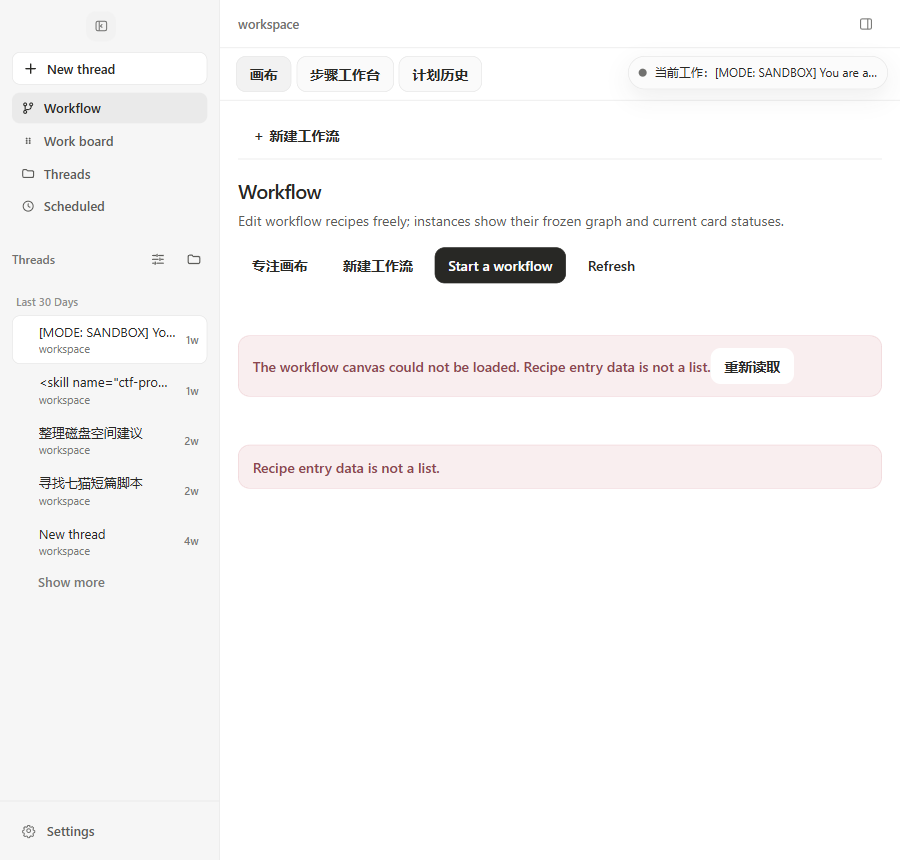 New thread
Workflow
Work board
Threads
Scheduled
Threads
Last 30 Days
[MODE: SANDBOX] Yo...
workspace
1w
<skill name="ctf-pro...
workspace
1w
整理磁盘空间建议
workspace
2w
寻找七猫短篇脚本
workspace
2w
New thread
workspace
4w
Show more
Settings
workspace
画布
步骤工作台
计划历史
当前工作：[MODE: SANDBOX] You are a...
+ 新建工作流
Workflow
Edit workflow recipes freely; instances show their frozen graph and current card statuses.
专注画布
新建工作流
Start a workflow
Refresh
The workflow canvas could not be loaded. Recipe entry data is not a list.
重新读取
Recipe entry data is not a list.